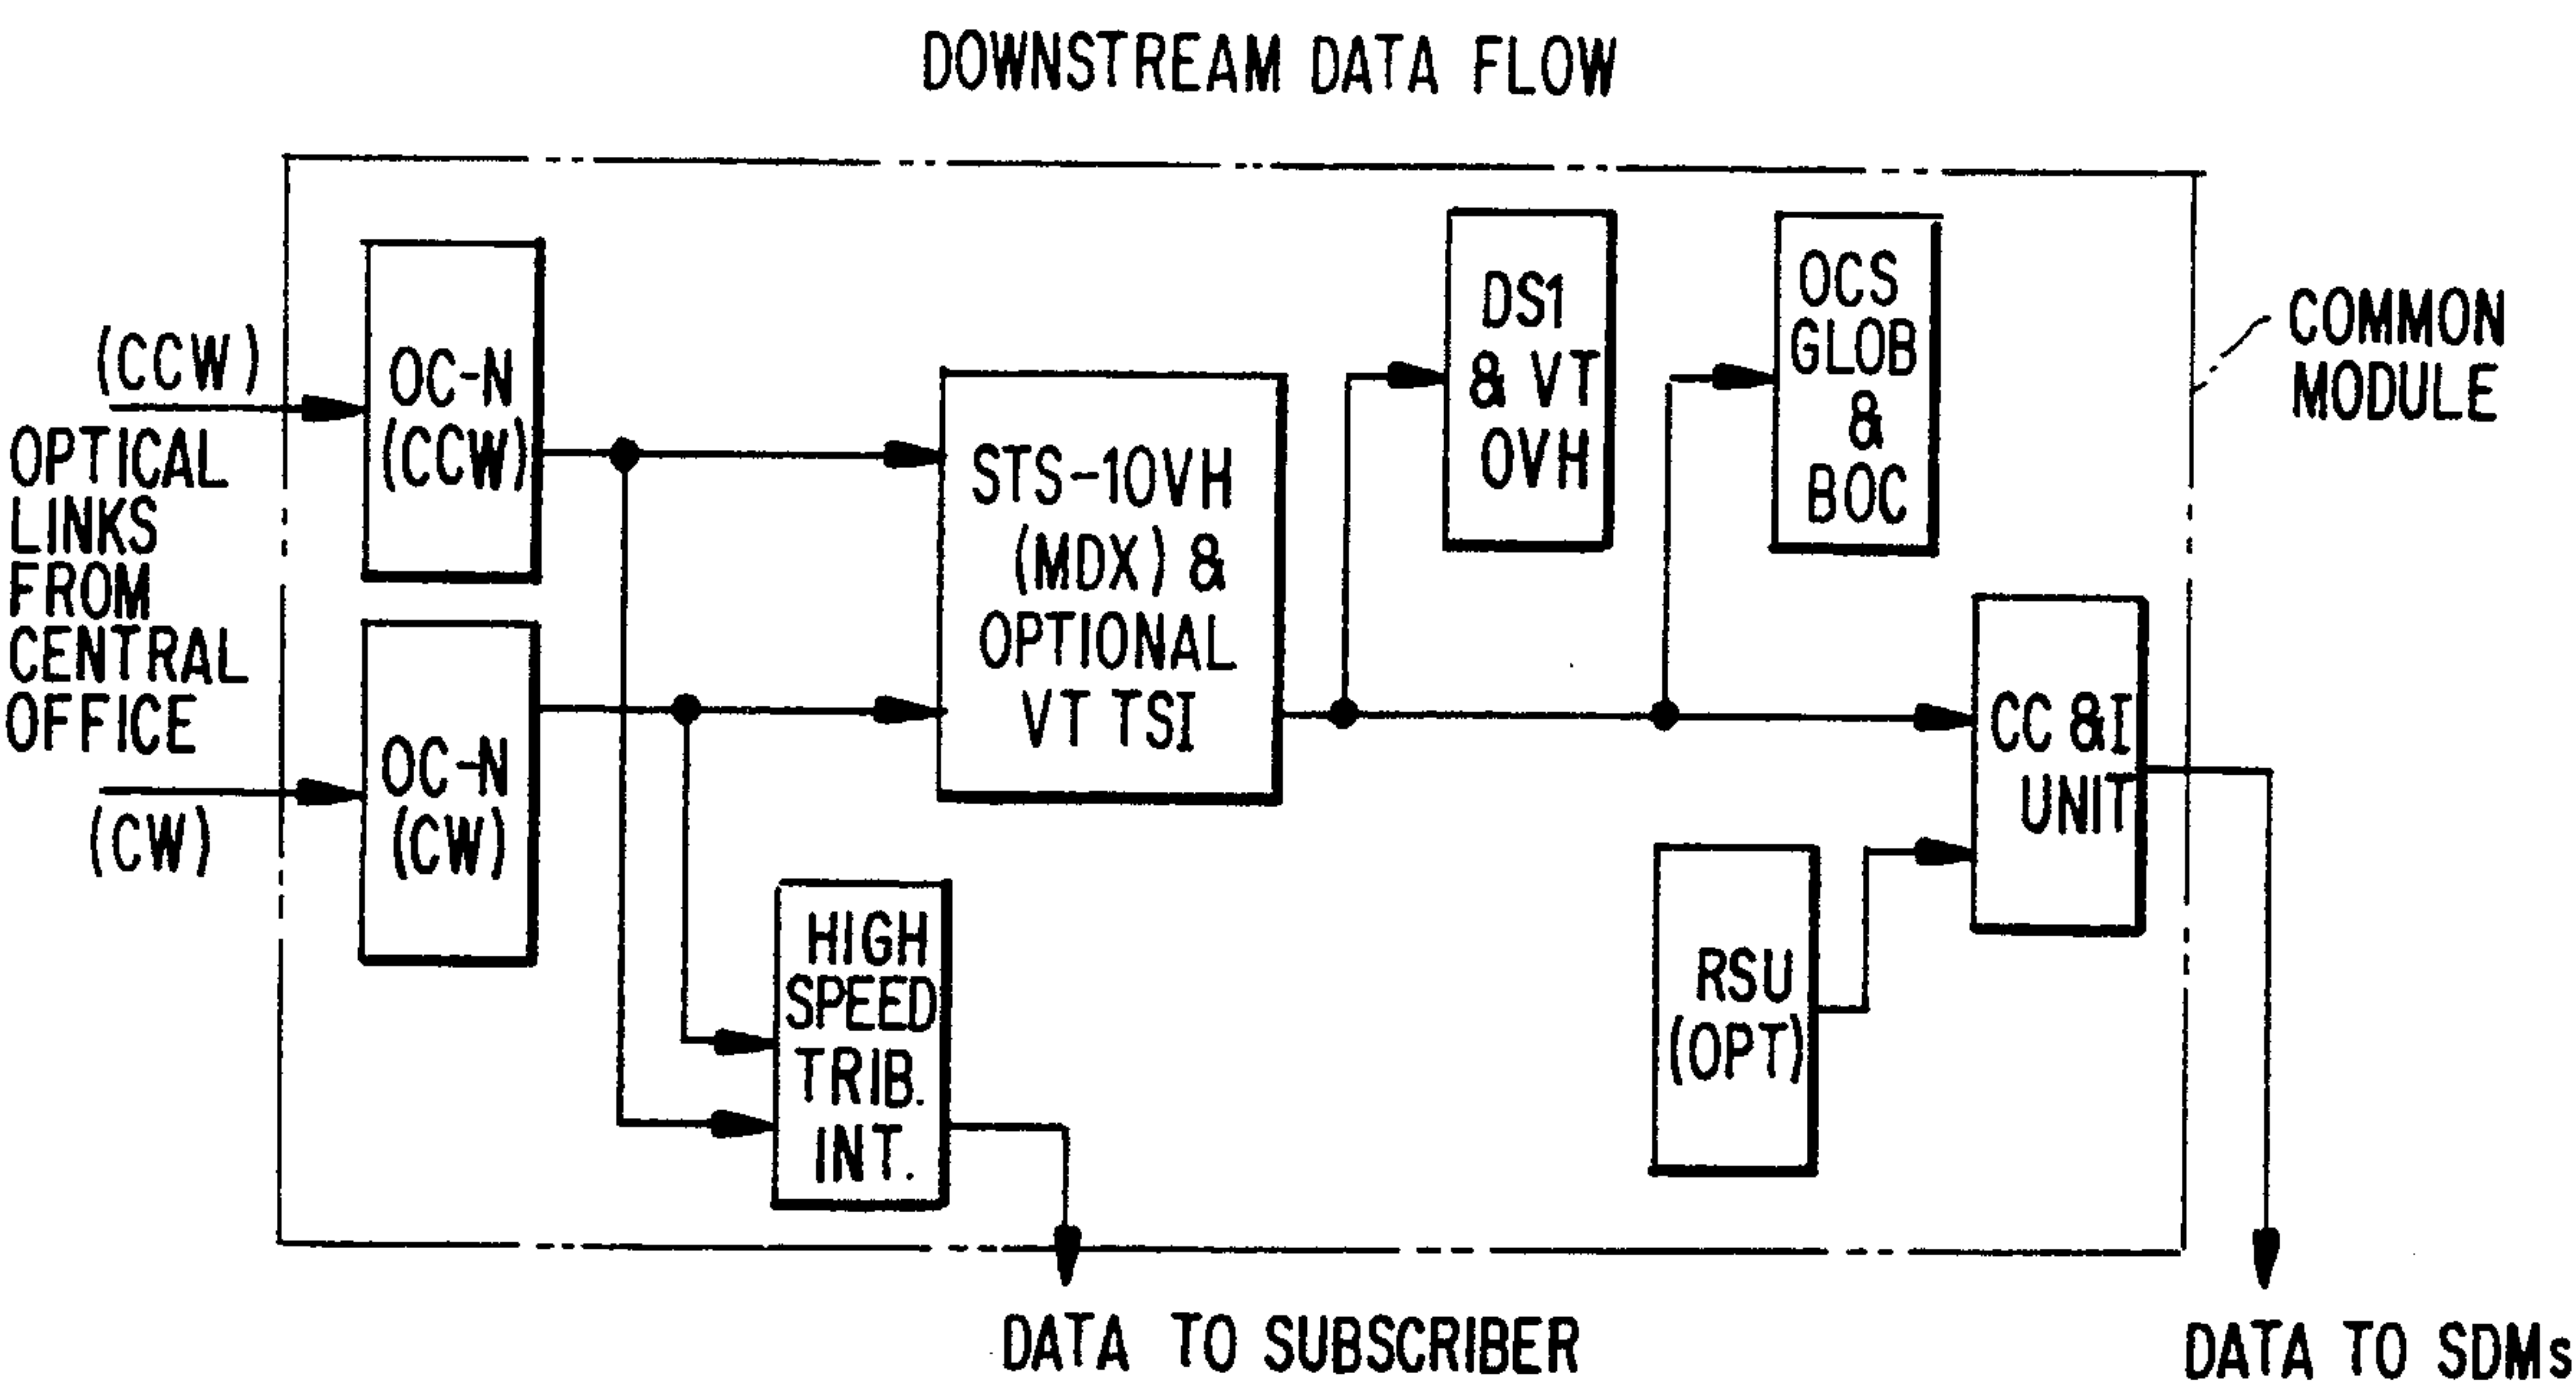 DOWNSTREAM DATA FLOW
(CCW)
OPTICAL
LINKS
FROM
CENTRAL
OFFICE
(CW)
OC-N
(CCW)
OC-N
(CW)
STS-10VH
(MDX) &
OPTIONAL
VT TSI
HIGH
SPEED
TRIB.
INT.
DS1
& VT
OVH
OCS
GLOB
&
BOC
CC &I
UNIT
RSU
(OPT)
COMMON
MODULE
DATA TO SUBSCRIBER
DATA TO SDMs